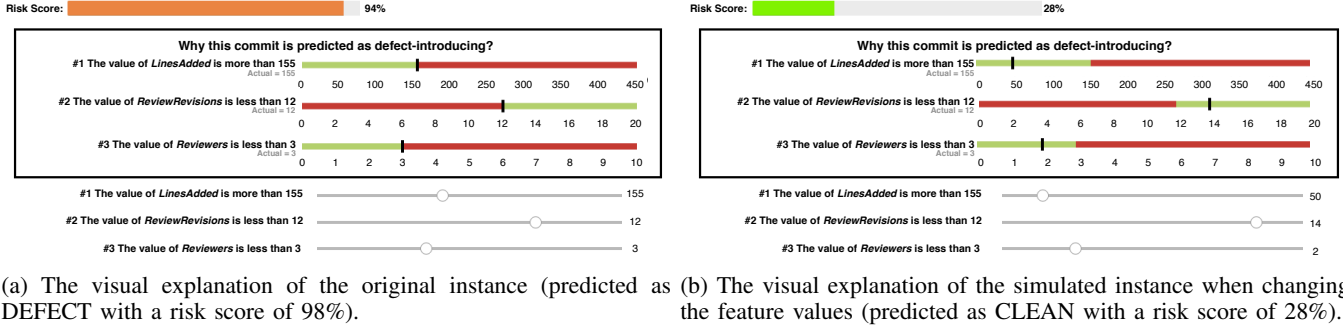 Risk Score: 94%
Why this commit is predicted as defect-introducing?
#1 The value of LinesAdded is more than 155
Actual = 155
0 50 100 150 200 250 300 350 400 450
#2 The value of ReviewRevisions is less than 12
Actual = 12
0 2 4 6 8 10 12 14 16 18 20
#3 The value of Reviewers is less than 3
Actual = 3
0 1 2 3 4 5 6 7 8 9 10
#1 The value of LinesAdded is more than 155 155
#2 The value of ReviewRevisions is less than 12 12
#3 The value of Reviewers is less than 3 3
(a) The visual explanation of the original instance (predicted as
DEFECT with a risk score of 98%).
Risk Score: 28%
Why this commit is predicted as defect-introducing?
#1 The value of LinesAdded is more than 155
Actual = 155
0 50 100 150 200 250 300 350 400 450
#2 The value of ReviewRevisions is less than 12
Actual = 12
0 2 4 6 8 10 12 14 16 18 20
#3 The value of Reviewers is less than 3
Actual = 3
0 1 2 3 4 5 6 7 8 9 10
#1 The value of LinesAdded is more than 155 50
#2 The value of ReviewRevisions is less than 12 14
#3 The value of Reviewers is less than 3 2
(b) The visual explanation of the simulated instance when changing
the feature values (predicted as CLEAN with a risk score of 28%).